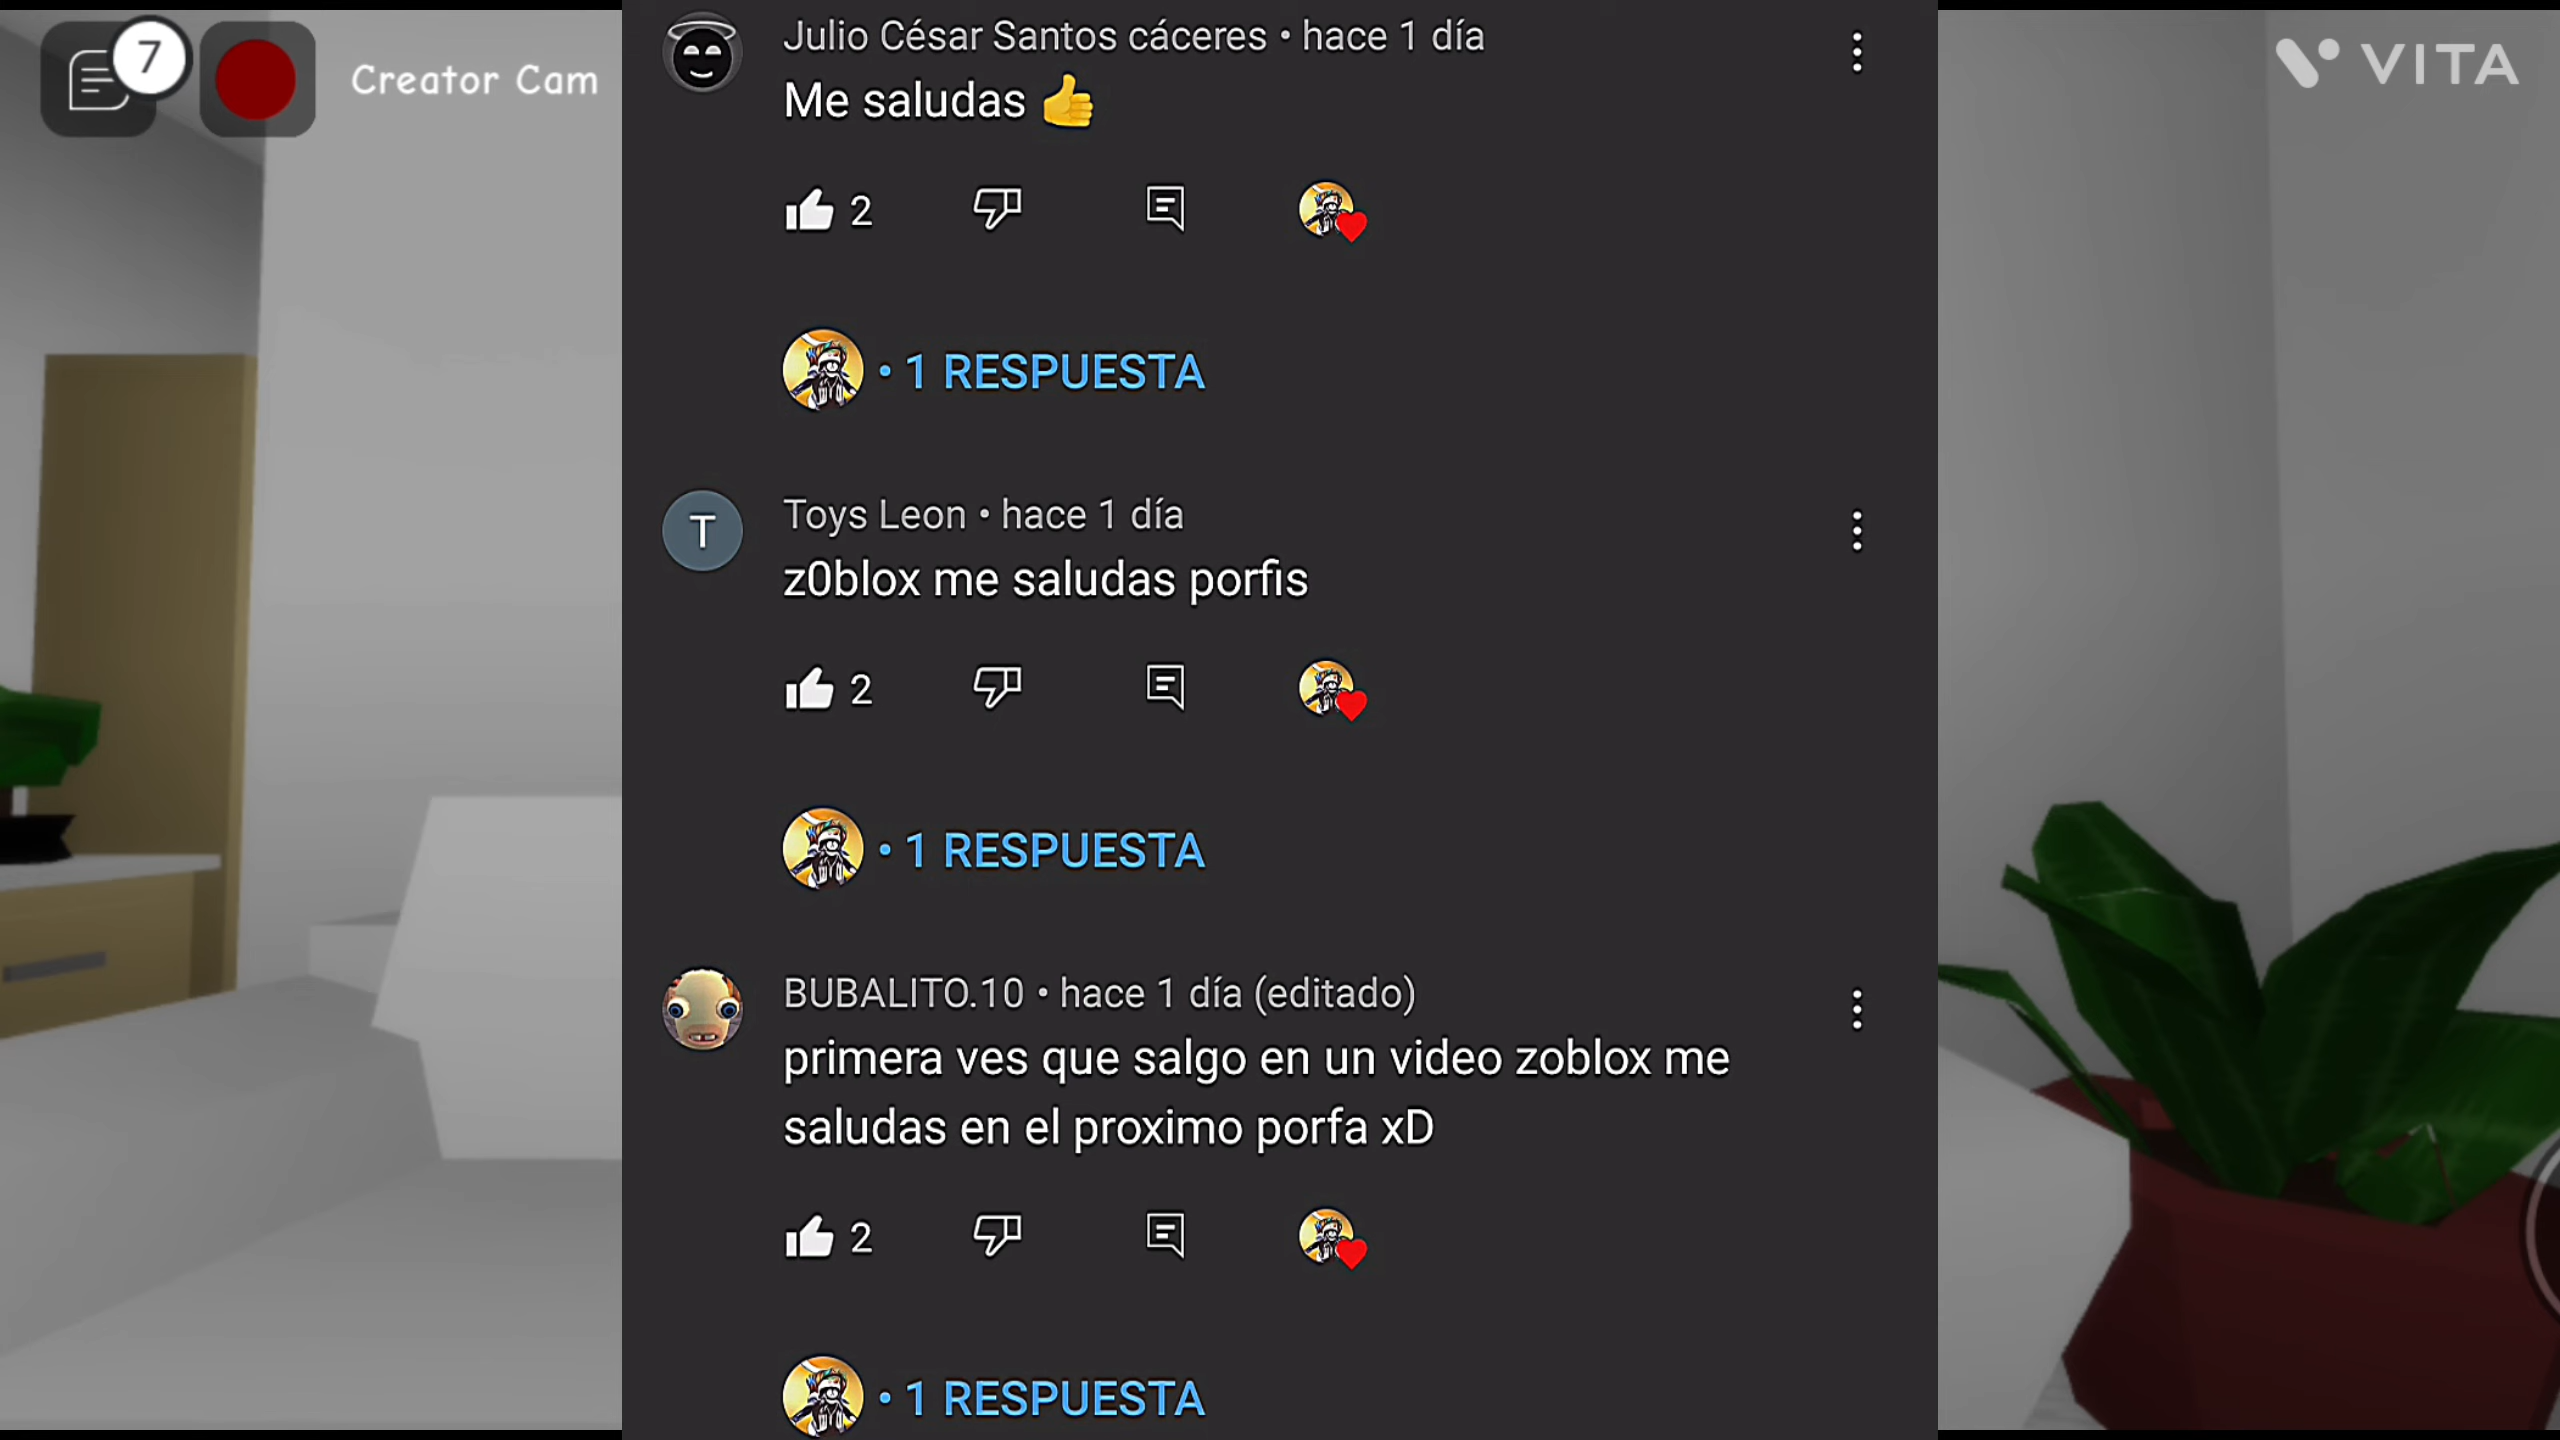 7
Creator Cam
VITA
Julio César Santos cáceres • hace 1 día
Me saludas 👍
2
• 1 RESPUESTA
T
Toys Leon • hace 1 día
z0blox me saludas porfis
2
• 1 RESPUESTA
BUBALITO.10 • hace 1 día (editado)
primera ves que salgo en un video zoblox me
saludas en el proximo porfa xD
2
• 1 RESPUESTA